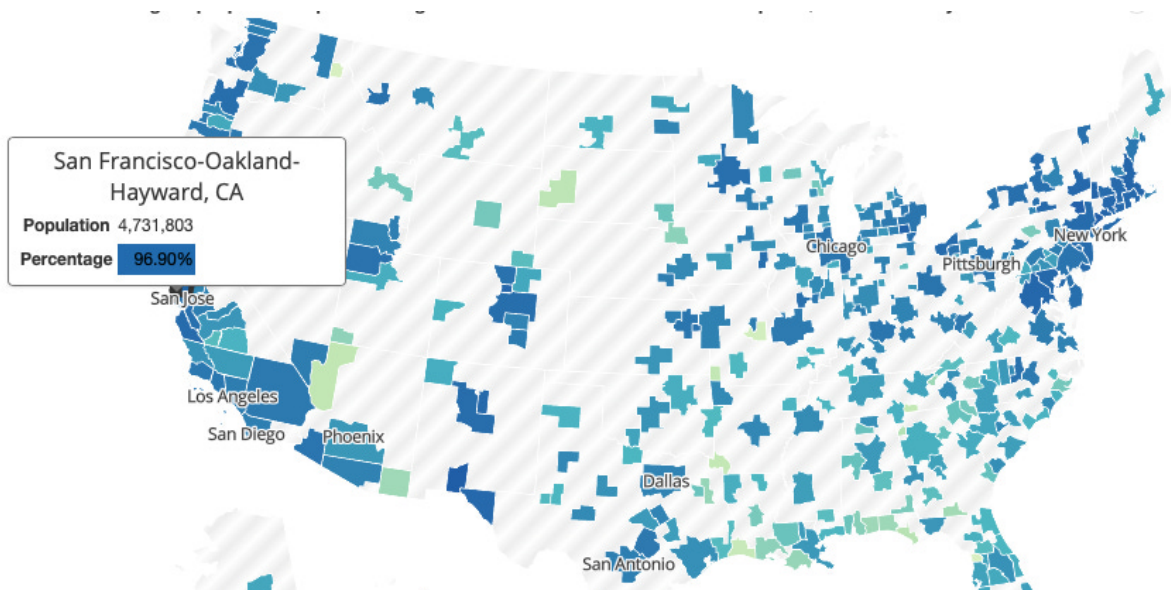 San Francisco-Oakland-
Hayward, CA
Population 4,731,803
Percentage 96.90%
Chicago
New York
Pittsburgh
San Jose
Los Angeles
San Diego
Phoenix
Dallas
San Antonio